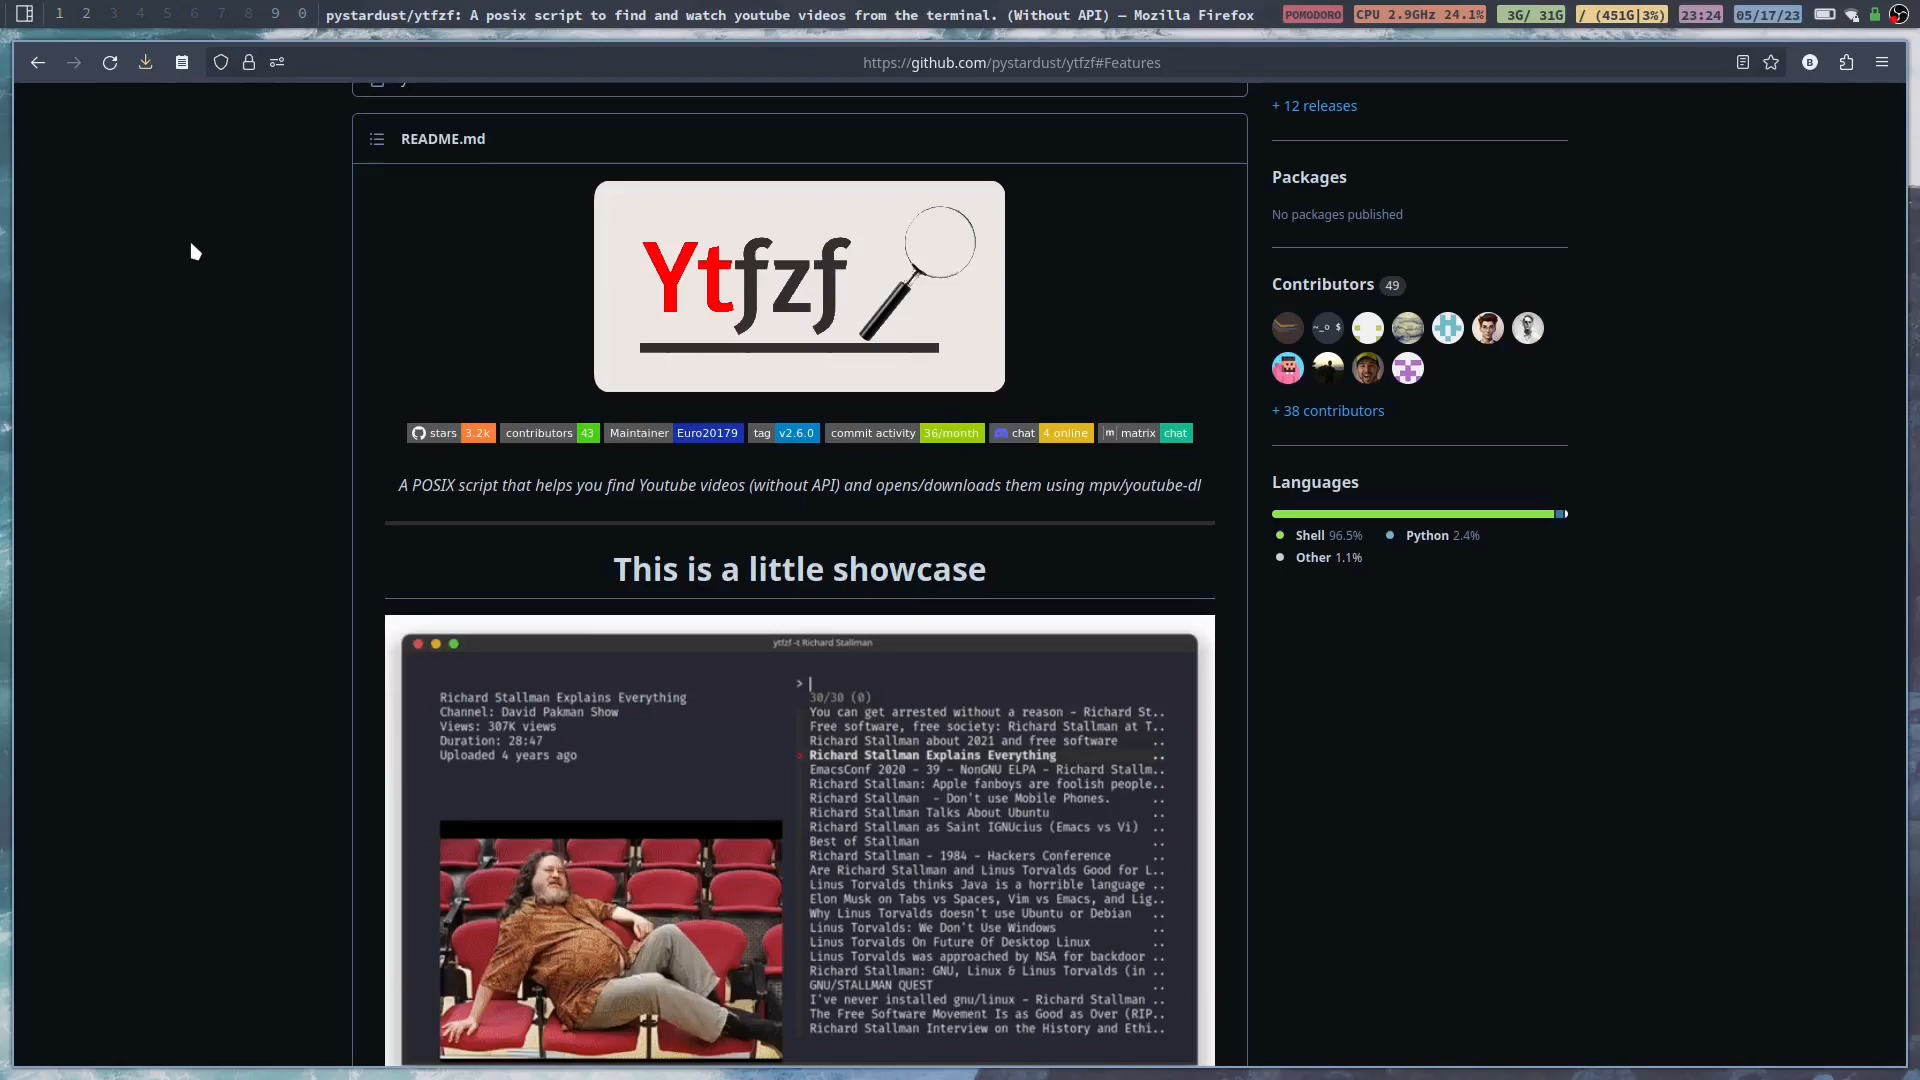 1 2 3 4 5 6 7 8 9 0 pystardust/ytfzf: A posix script to find and watch youtube videos from the terminal. (Without API) — Mozilla Firefox POMODORO CPU 2.9GHz 24.1% 3G/ 31G / (451G|3%) 23:24 05/17/23
https://github.com/pystardust/ytfzf#Features B
+ 12 releases
README.md
Packages
No packages published
Ytfzf
Contributors 49
~_o $
+ 38 contributors
stars 3.2k contributors 43 Maintainer Euro20179 tag v2.6.0 commit activity 36/month chat 4 online |m| matrix chat
A POSIX script that helps you find Youtube videos (without API) and opens/downloads them using mpv/youtube-dl
Languages
Shell 96.5% Python 2.4%
Other 1.1%
This is a little showcase
ytfzf -t Richard Stallman
Richard Stallman Explains Everything
Channel: David Pakman Show
Views: 307K views
Duration: 28:47
Uploaded 4 years ago
>
30/30 (0)
You can get arrested without a reason - Richard St..
Free software, free society: Richard Stallman at T..
Richard Stallman about 2021 and free software ..
> Richard Stallman Explains Everything ..
EmacsConf 2020 - 39 - NonGNU ELPA - Richard Stallm..
Richard Stallman: Apple fanboys are foolish people..
Richard Stallman - Don't use Mobile Phones. ..
Richard Stallman Talks About Ubuntu ..
Richard Stallman as Saint IGNUcius (Emacs vs Vi) ..
Best of Stallman ..
Richard Stallman - 1984 - Hackers Conference ..
Are Richard Stallman and Linus Torvalds Good for L..
Linus Torvalds thinks Java is a horrible language ..
Elon Musk on Tabs vs Spaces, Vim vs Emacs, and Lig..
Why Linus Torvalds doesn't use Ubuntu or Debian ..
Linus Torvalds: We Don't Use Windows ..
Linus Torvalds On Future Of Desktop Linux ..
Linus Torvalds was approached by NSA for backdoor ..
Richard Stallman: GNU, Linux & Linus Torvalds (in ..
GNU/STALLMAN QUEST ..
I've never installed gnu/linux - Richard Stallman ..
The Free Software Movement Is as Good as Over (RIP..
Richard Stallman Interview on the History and Ethi..